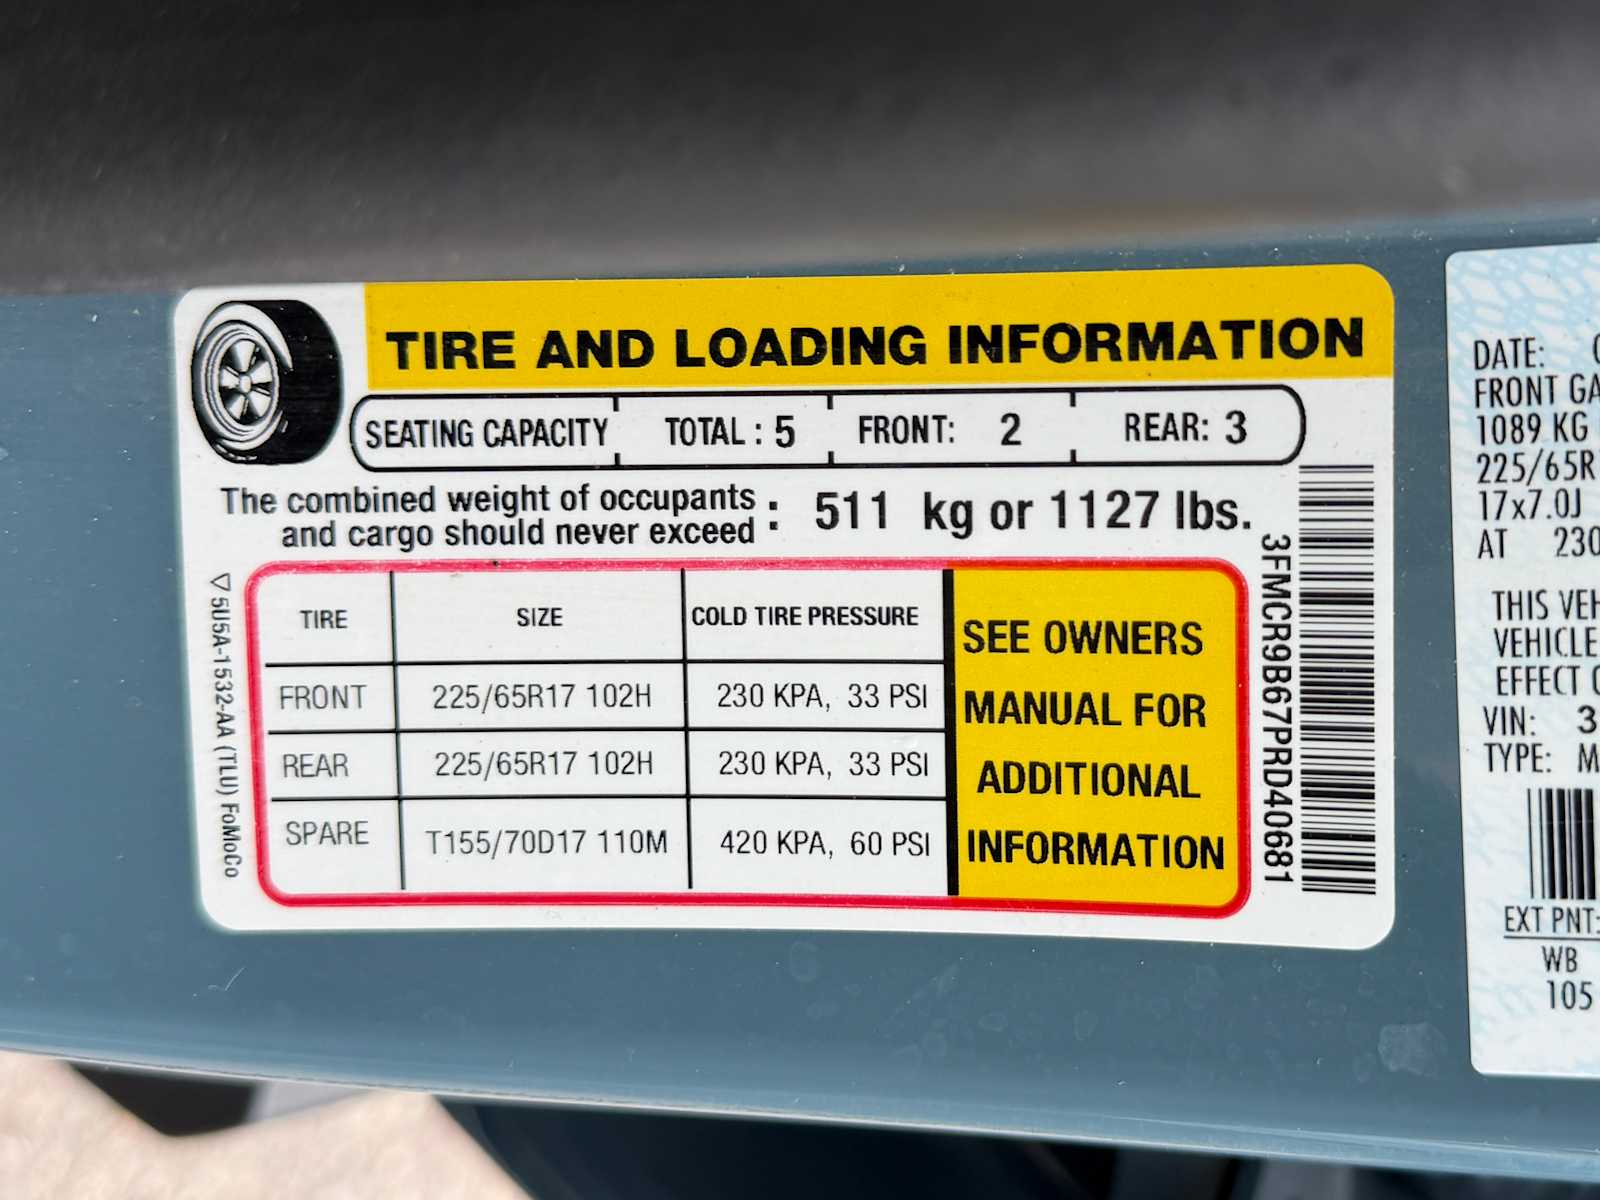 TIRE AND LOADING INFORMATION
SEATING CAPACITY TOTAL : 5 FRONT: 2 REAR: 3
The combined weight of occupants
and cargo should never exceed : 511 kg or 1127 lbs.
TIRE SIZE COLD TIRE PRESSURE
FRONT 225/65R17 102H 230 KPA, 33 PSI
REAR 225/65R17 102H 230 KPA, 33 PSI
SPARE T155/70D17 110M 420 KPA, 60 PSI
SEE OWNERS
MANUAL FOR
ADDITIONAL
INFORMATION
5U5A-1532-AA (TLU) FoMoCo
3FMCR9B67PRD40681
DATE:
FRONT GA
1089 KG
225/65R
17x7.0J
AT 230
THIS VEH
VEHICLE
EFFECT
VIN: 3
TYPE: M
EXT PNT:
WB
105